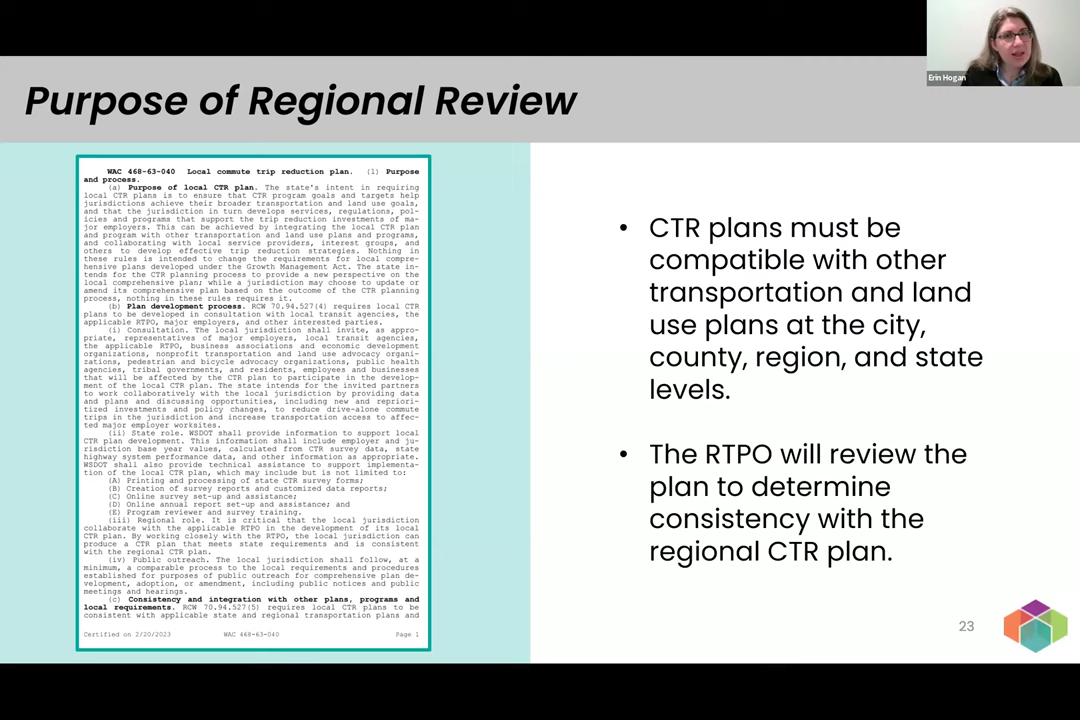 Erin Hogan
Purpose of Regional Review
WAC 468-63-040 Local commute trip reduction plan. (1) Purpose
and process.
(a) Purpose of local CTR plan. The state's intent in requiring
local CTR plans is to ensure that CTR program goals and targets help
jurisdictions achieve their broader transportation and land use goals,
and that the jurisdiction in turn develops services, regulations, pol-
icies and programs that support the trip reduction investments of ma-
jor employers. This can be achieved by integrating the local CTR plan
and program with other transportation and land use plans and programs,
and collaborating with local service providers, interest groups, and
others to develop effective trip reduction strategies. Nothing in
these rules is intended to change the requirements for local compre-
hensive plans developed under the Growth Management Act. The state in-
tends for the CTR planning process to provide a new perspective on the
local comprehensive plan; while a jurisdiction may choose to update or
amend its comprehensive plan based on the outcome of the CTR planning
process, nothing in these rules requires it.
(b) Plan development process. RCW 70.94.527(4) requires local CTR
plans to be developed in consultation with local transit agencies, the
applicable RTPO, major employers, and other interested parties.
(i) Consultation. The local jurisdiction shall invite, as appro-
priate, representatives of major employers, local transit agencies,
the applicable RTPO, business associations and economic development
organizations, nonprofit transportation and land use advocacy organi-
zations, pedestrian and bicycle advocacy organizations, public health
agencies, tribal governments, and residents, employees and businesses
that will be affected by the CTR plan to participate in the develop-
ment of the local CTR plan. The state intends for the invited partners
to work collaboratively with the local jurisdiction by providing data
and plans and discussing opportunities, including new and repriori-
tized investments and policy changes, to reduce drive-alone commute
trips in the jurisdiction and increase transportation access to affec-
ted major employer worksites.
(ii) State role. WSDOT shall provide information to support local
CTR plan development. This information shall include employer and ju-
risdiction base year values, calculated from CTR survey data, state
highway system performance data, and other information as appropriate.
WSDOT shall also provide technical assistance to support implementa-
tion of the local CTR plan, which may include but is not limited to:
(A) Printing and processing of state CTR survey forms;
(B) Creation of survey reports and customized data reports;
(C) Online survey set-up and assistance;
(D) Online annual report set-up and assistance; and
(E) Program reviewer and survey training.
(iii) Regional role. It is critical that the local jurisdiction
collaborate with the applicable RTPO in the development of its local
CTR plan. By working closely with the RTPO, the local jurisdiction can
produce a CTR plan that meets state requirements and is consistent
with the regional CTR plan.
(iv) Public outreach. The local jurisdiction shall follow, at a
minimum, a comparable process to the local requirements and procedures
established for purposes of public outreach for comprehensive plan de-
velopment, adoption, or amendment, including public notices and public
meetings and hearings.
(c) Consistency and integration with other plans, programs and
local requirements. RCW 70.94.527(5) requires local CTR plans to be
consistent with applicable state and regional transportation plans and
Certified on 2/20/2023 WAC 468-63-040 Page 1
• CTR plans must be
compatible with other
transportation and land
use plans at the city,
county, region, and state
levels.
• The RTPO will review the
plan to determine
consistency with the
regional CTR plan.
23